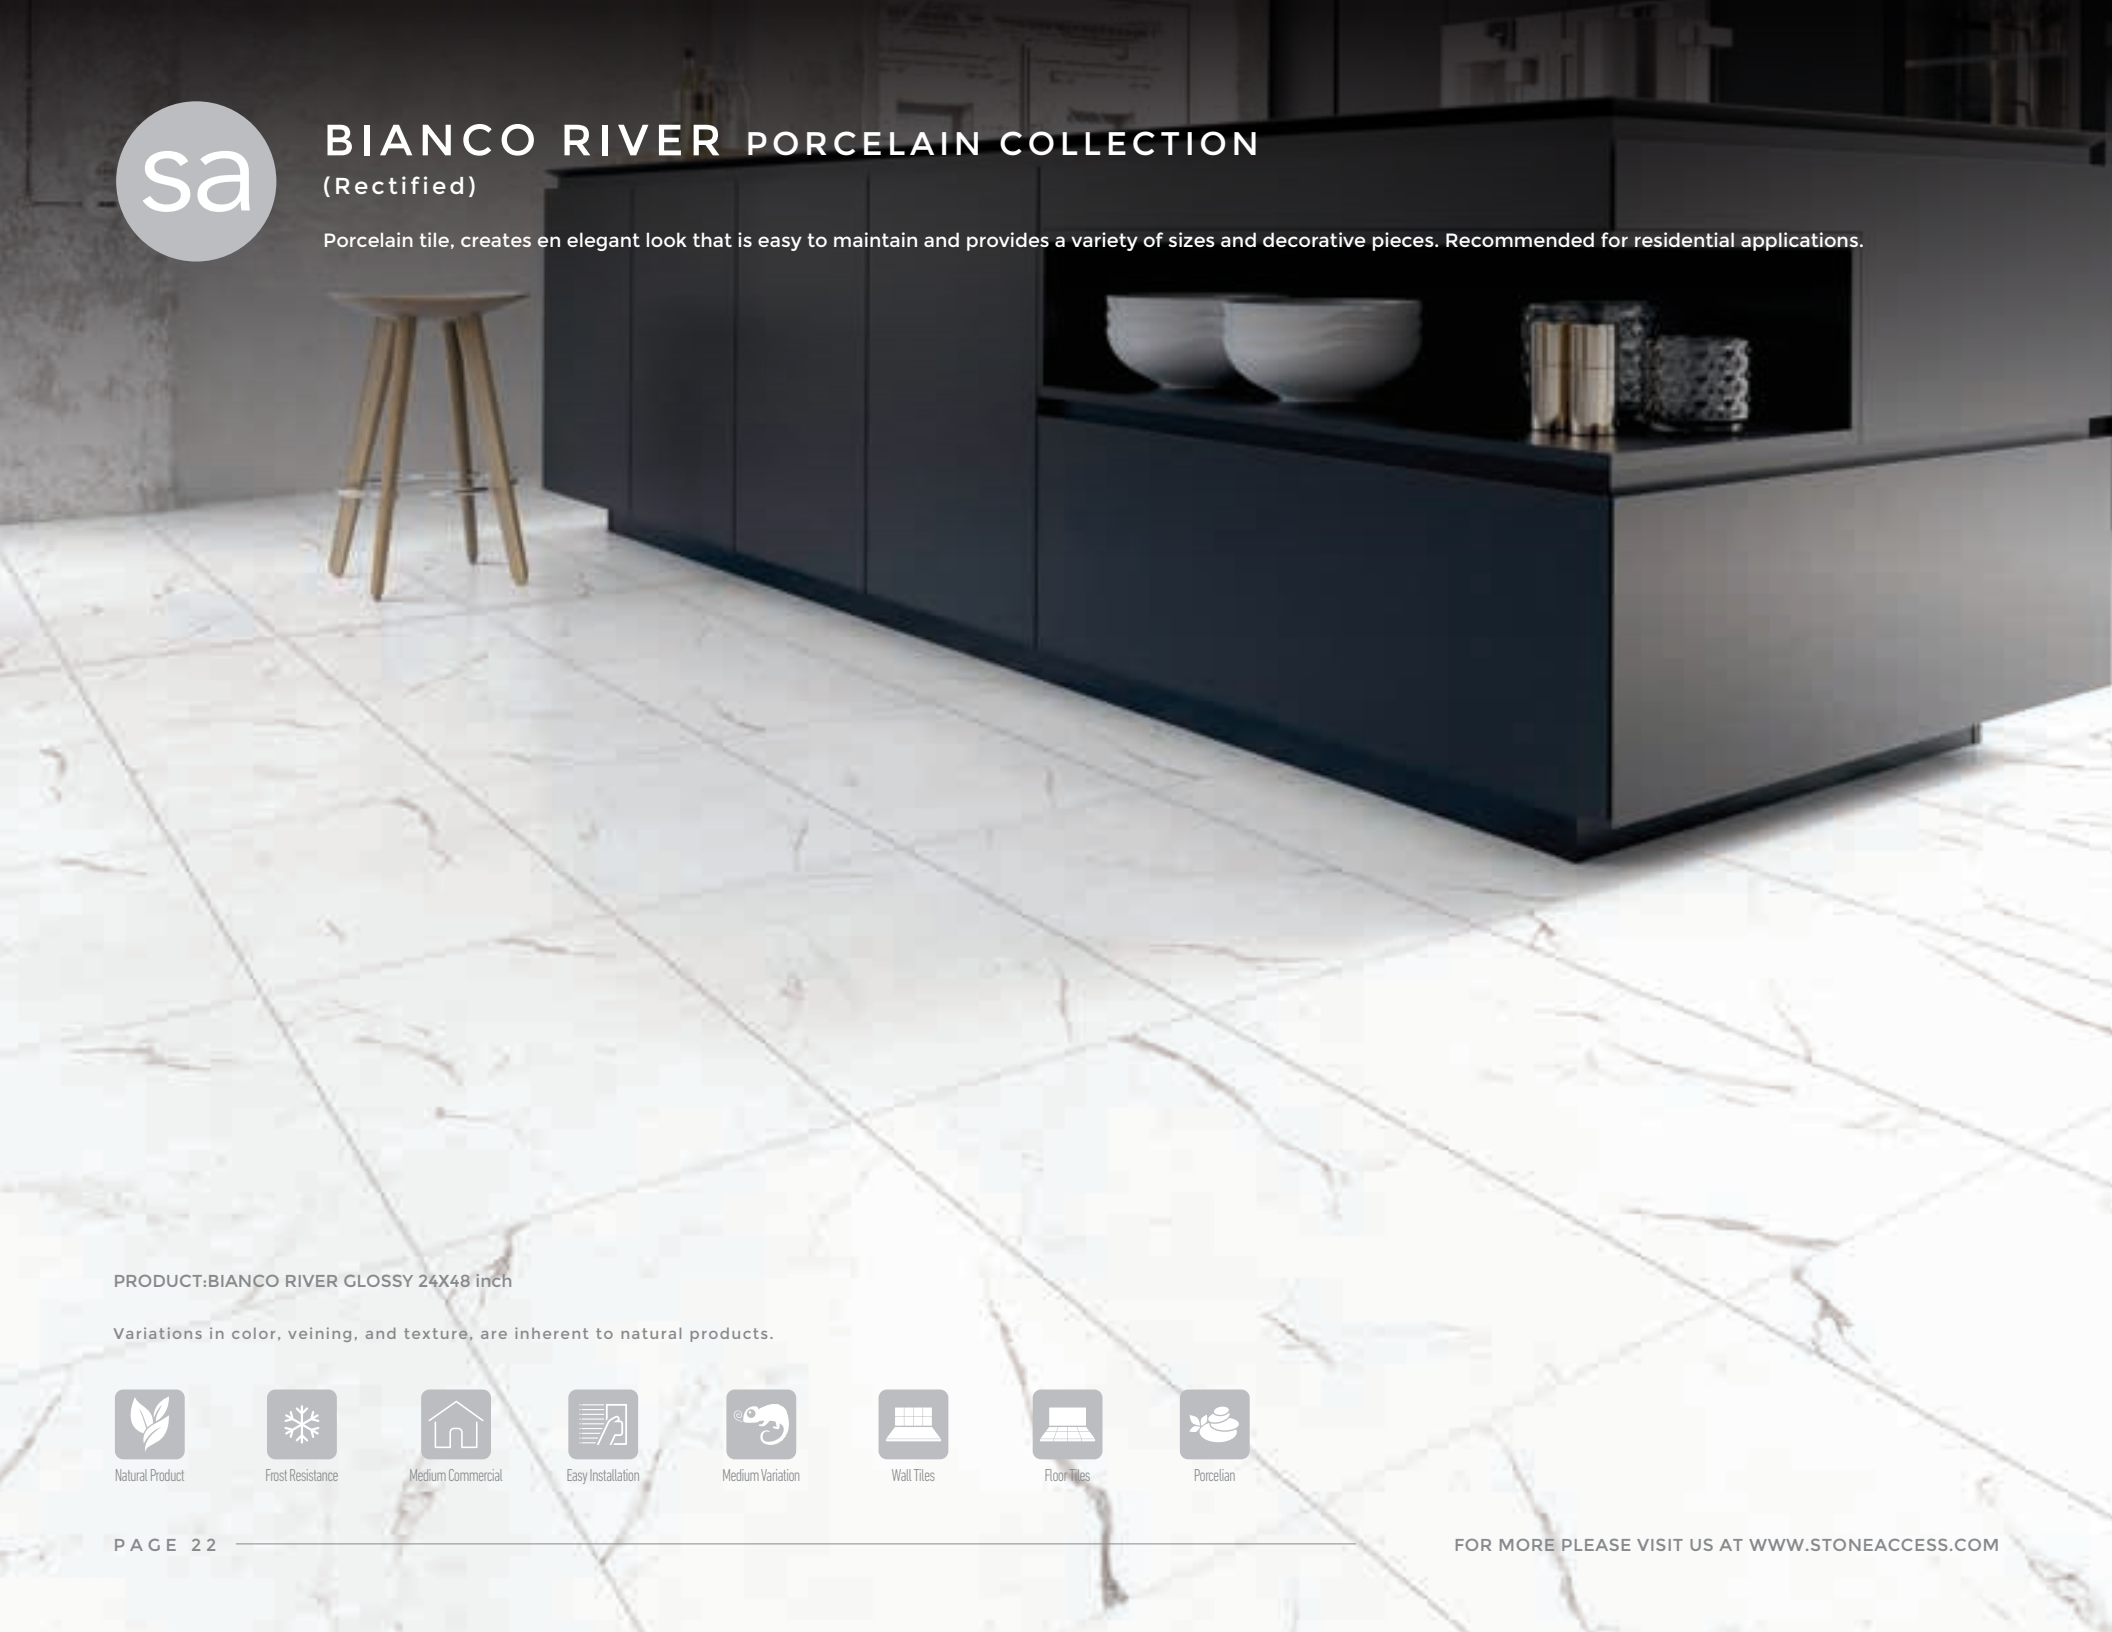 sa
BIANCO RIVER PORCELAIN COLLECTION
(Rectified)
Porcelain tile, creates en elegant look that is easy to maintain and provides a variety of sizes and decorative pieces. Recommended for residential applications.
PRODUCT:BIANCO RIVER GLOSSY 24X48 inch
Variations in color, veining, and texture, are inherent to natural products.
Natural Product
Frost Resistance
Medium Commercial
Easy Installation
Medium Variation
Wall Tiles
Floor Tiles
Porcelian
PAGE 22
FOR MORE PLEASE VISIT US AT WWW.STONEACCESS.COM